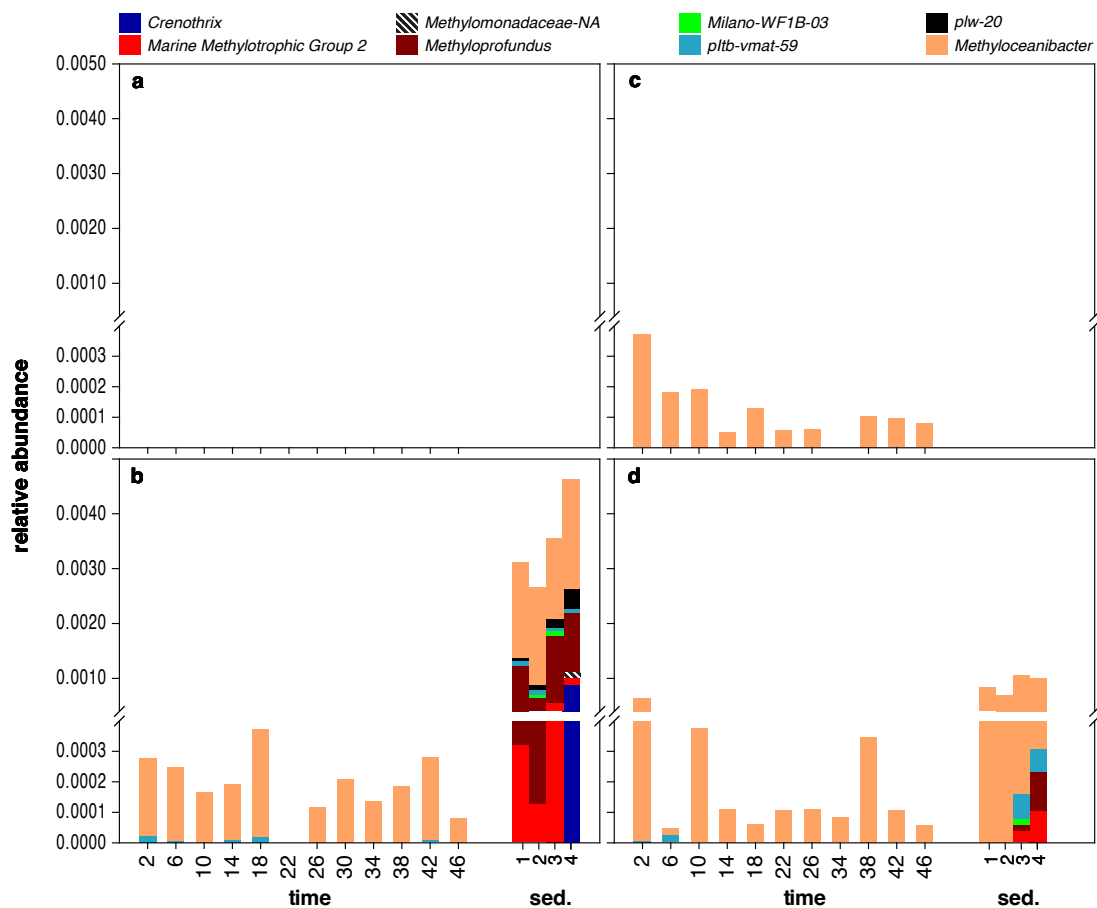 Crenothrix Methylomonadaceae-NA Milano-WF1B-03 plw-20
Marine Methylotrophic Group 2 Methyloprofundus pltb-vmat-59 Methyloceanibacter
a c
0.0050
0.0040
0.0030
0.0020
0.0010
0.0003
0.0002
0.0001
0.0000
relative abundance
b d
0.0040
0.0030
0.0020
0.0010
0.0003
0.0002
0.0001
0.0000
2 6 10 14 18 22 26 30 34 38 42 46 1 2 3 4 2 6 10 14 18 22 26 34 38 42 46 1 2 3 4
time sed. time sed.